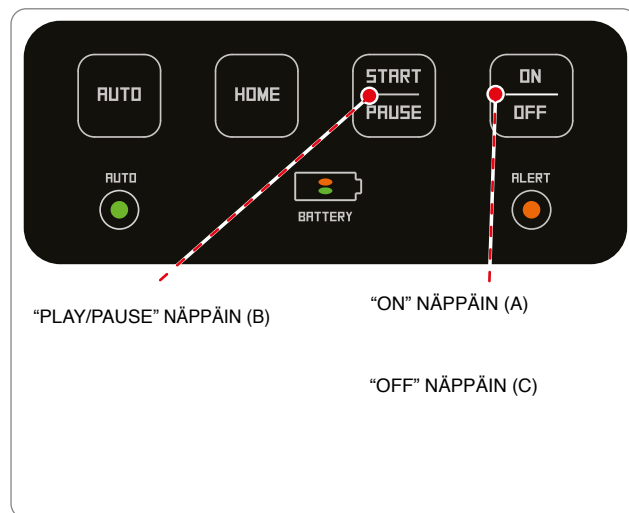 AUTO
HOME
START
PAUSE
ON
OFF
AUTO
BATTERY
ALERT
“PLAY/PAUSE” NÄPPÄIN (B)
“ON” NÄPPÄIN (A)
“OFF” NÄPPÄIN (C)